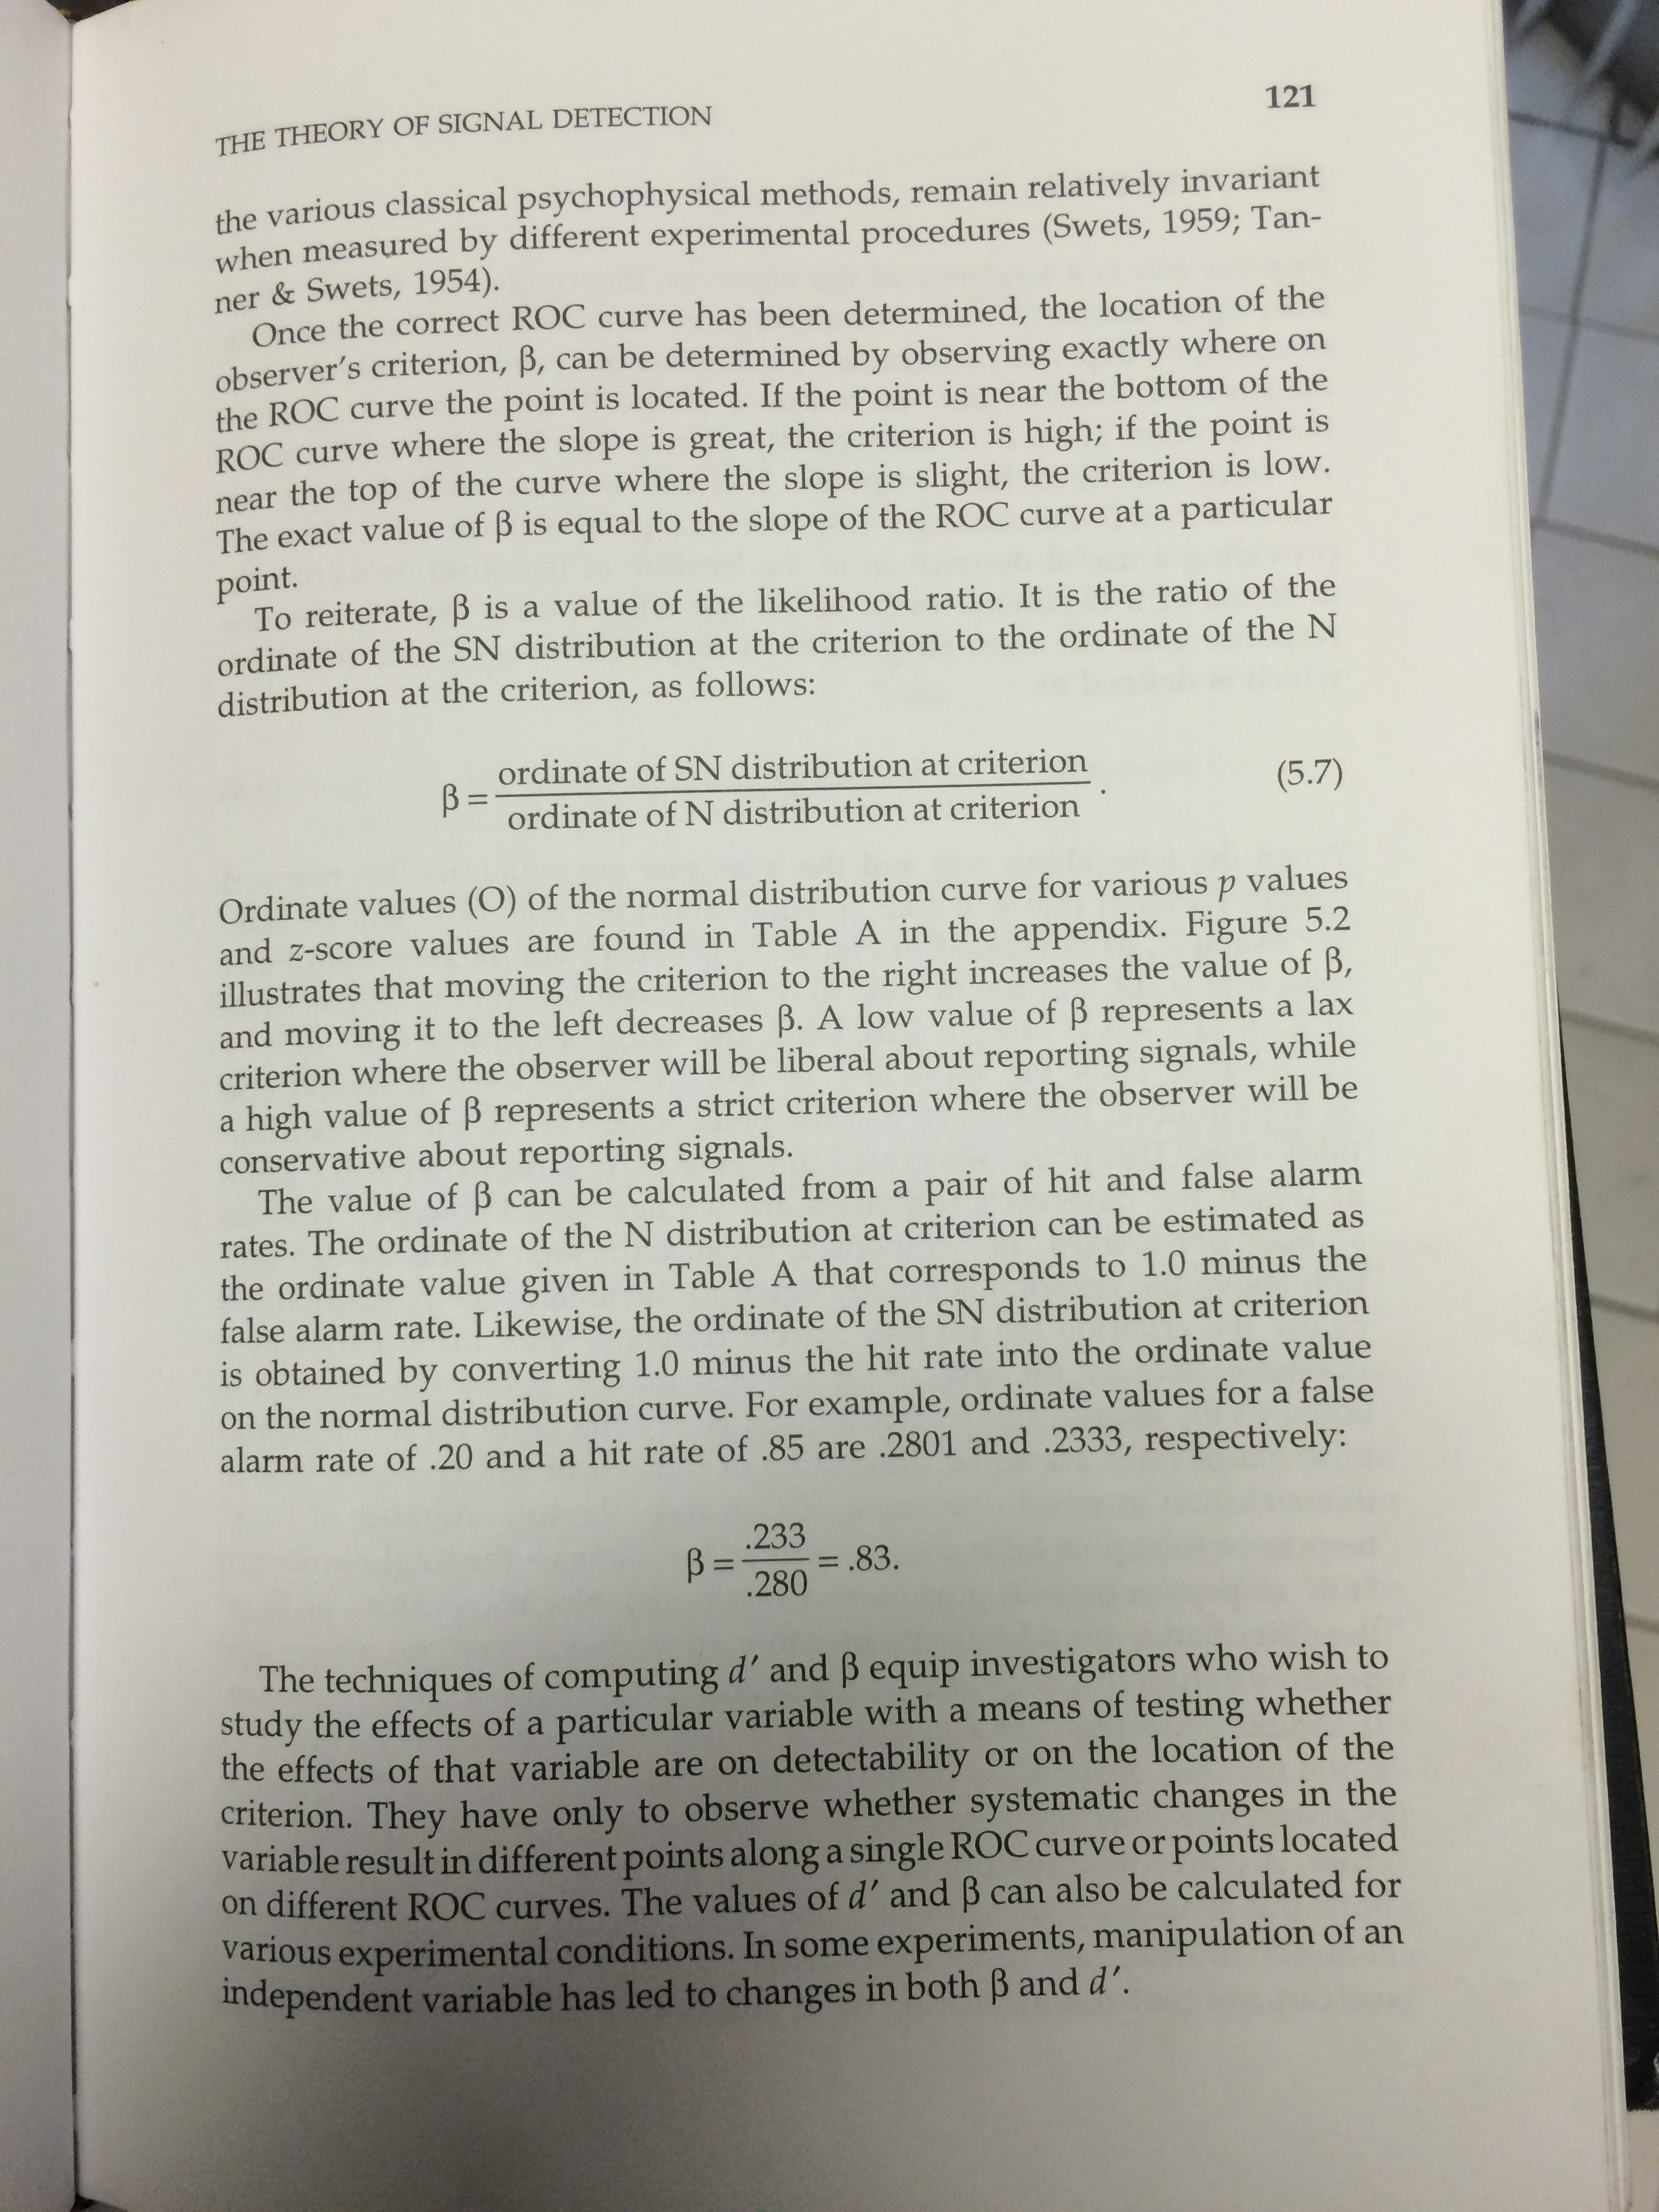 THE THEORY OF SIGNAL DETECTION 121
the various classical psychophysical methods, remain relatively invariant
when measured by different experimental procedures (Swets, 1959; Tan-
ner & Swets, 1954).
Once the correct ROC curve has been determined, the location of the
observer's criterion, β, can be determined by observing exactly where on
the ROC curve the point is located. If the point is near the bottom of the
ROC curve where the slope is great, the criterion is high; if the point is
near the top of the curve where the slope is slight, the criterion is low.
The exact value of β is equal to the slope of the ROC curve at a particular
point.
To reiterate, β is a value of the likelihood ratio. It is the ratio of the
ordinate of the SN distribution at the criterion to the ordinate of the N
distribution at the criterion, as follows:
ordinate of SN distribution at criterion
β = . (5.7)
ordinate of N distribution at criterion
Ordinate values (O) of the normal distribution curve for various p values
and z-score values are found in Table A in the appendix. Figure 5.2
illustrates that moving the criterion to the right increases the value of β,
and moving it to the left decreases β. A low value of β represents a lax
criterion where the observer will be liberal about reporting signals, while
a high value of β represents a strict criterion where the observer will be
conservative about reporting signals.
The value of β can be calculated from a pair of hit and false alarm
rates. The ordinate of the N distribution at criterion can be estimated as
the ordinate value given in Table A that corresponds to 1.0 minus the
false alarm rate. Likewise, the ordinate of the SN distribution at criterion
is obtained by converting 1.0 minus the hit rate into the ordinate value
on the normal distribution curve. For example, ordinate values for a false
alarm rate of .20 and a hit rate of .85 are .2801 and .2333, respectively:
.233
β = = .83.
.280
The techniques of computing d′ and β equip investigators who wish to
study the effects of a particular variable with a means of testing whether
the effects of that variable are on detectability or on the location of the
criterion. They have only to observe whether systematic changes in the
variable result in different points along a single ROC curve or points located
on different ROC curves. The values of d′ and β can also be calculated for
various experimental conditions. In some experiments, manipulation of an
independent variable has led to changes in both β and d′.